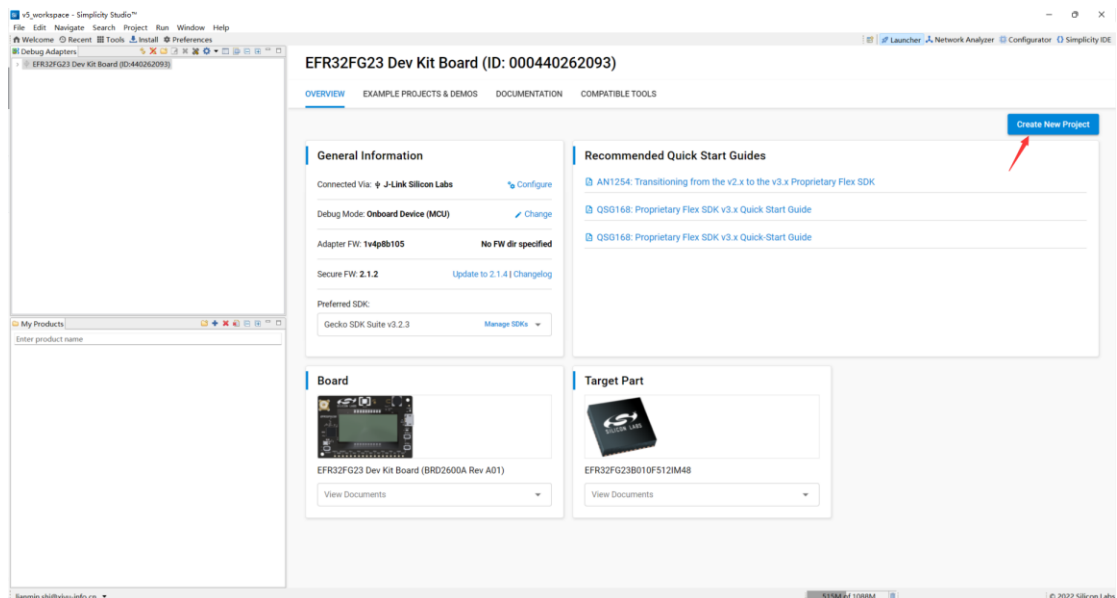 v5_workspace - Simplicity Studio™
File Edit Navigate Search Project Run Window Help
Welcome Recent Tools Install Preferences
Launcher Network Analyzer Configurator Simplicity IDE
Debug Adapters
EFR32FG23 Dev Kit Board (ID:440262093)
EFR32FG23 Dev Kit Board (ID: 000440262093)
OVERVIEW EXAMPLE PROJECTS & DEMOS DOCUMENTATION COMPATIBLE TOOLS
Create New Project
General Information
Connected Via: J-Link Silicon Labs Configure
Debug Mode: Onboard Device (MCU) Change
Adapter FW: 1v4p8b105 No FW dir specified
Secure FW: 2.1.2 Update to 2.1.4 | Changelog
Preferred SDK:
Gecko SDK Suite v3.2.3 Manage SDKs
Recommended Quick Start Guides
AN1254: Transitioning from the v2.x to the v3.x Proprietary Flex SDK
QSG168: Proprietary Flex SDK v3.x Quick Start Guide
QSG168: Proprietary Flex SDK v3.x Quick-Start Guide
My Products
Enter product name
Board
EFR32FG23 Dev Kit Board (BRD2600A Rev A01)
View Documents
Target Part
SILICON LABS
EFR32FG23B010F512IM48
View Documents
515M of 1088M
© 2022 Silicon Labs